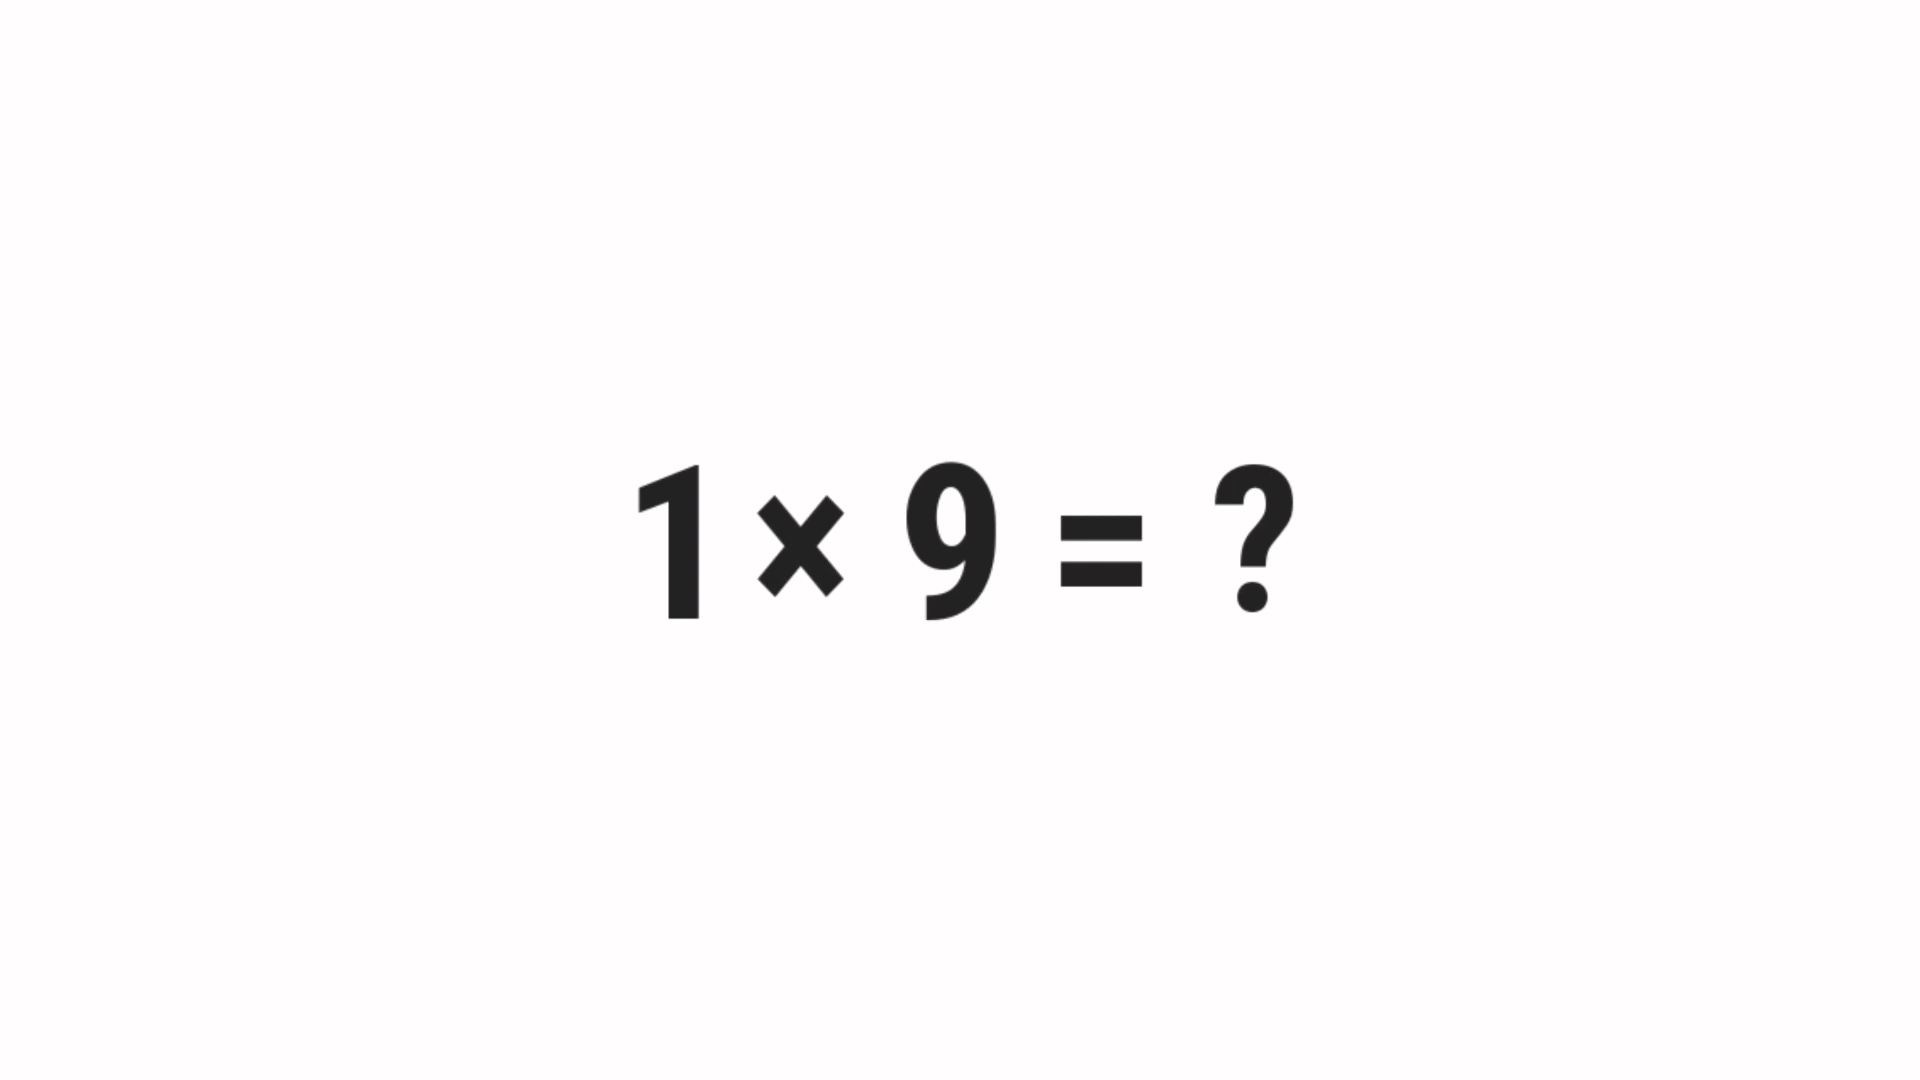 1 × 9 = ?